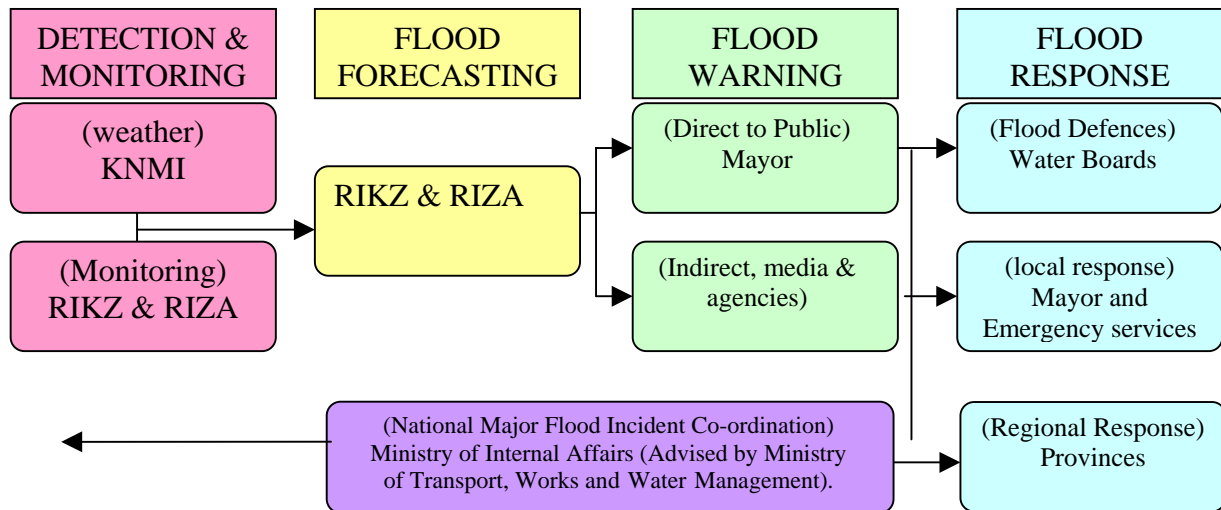 DETECTION &
MONITORING
FLOOD
FORECASTING
FLOOD
WARNING
FLOOD
RESPONSE
(weather)
KNMI
(Monitoring)
RIKZ & RIZA
RIKZ & RIZA
(Direct to Public)
Mayor
(Indirect, media &
agencies)
(Flood Defences)
Water Boards
(local response)
Mayor and
Emergency services
(National Major Flood Incident Co-ordination)
Ministry of Internal Affairs (Advised by Ministry
of Transport, Works and Water Management).
(Regional Response)
Provinces